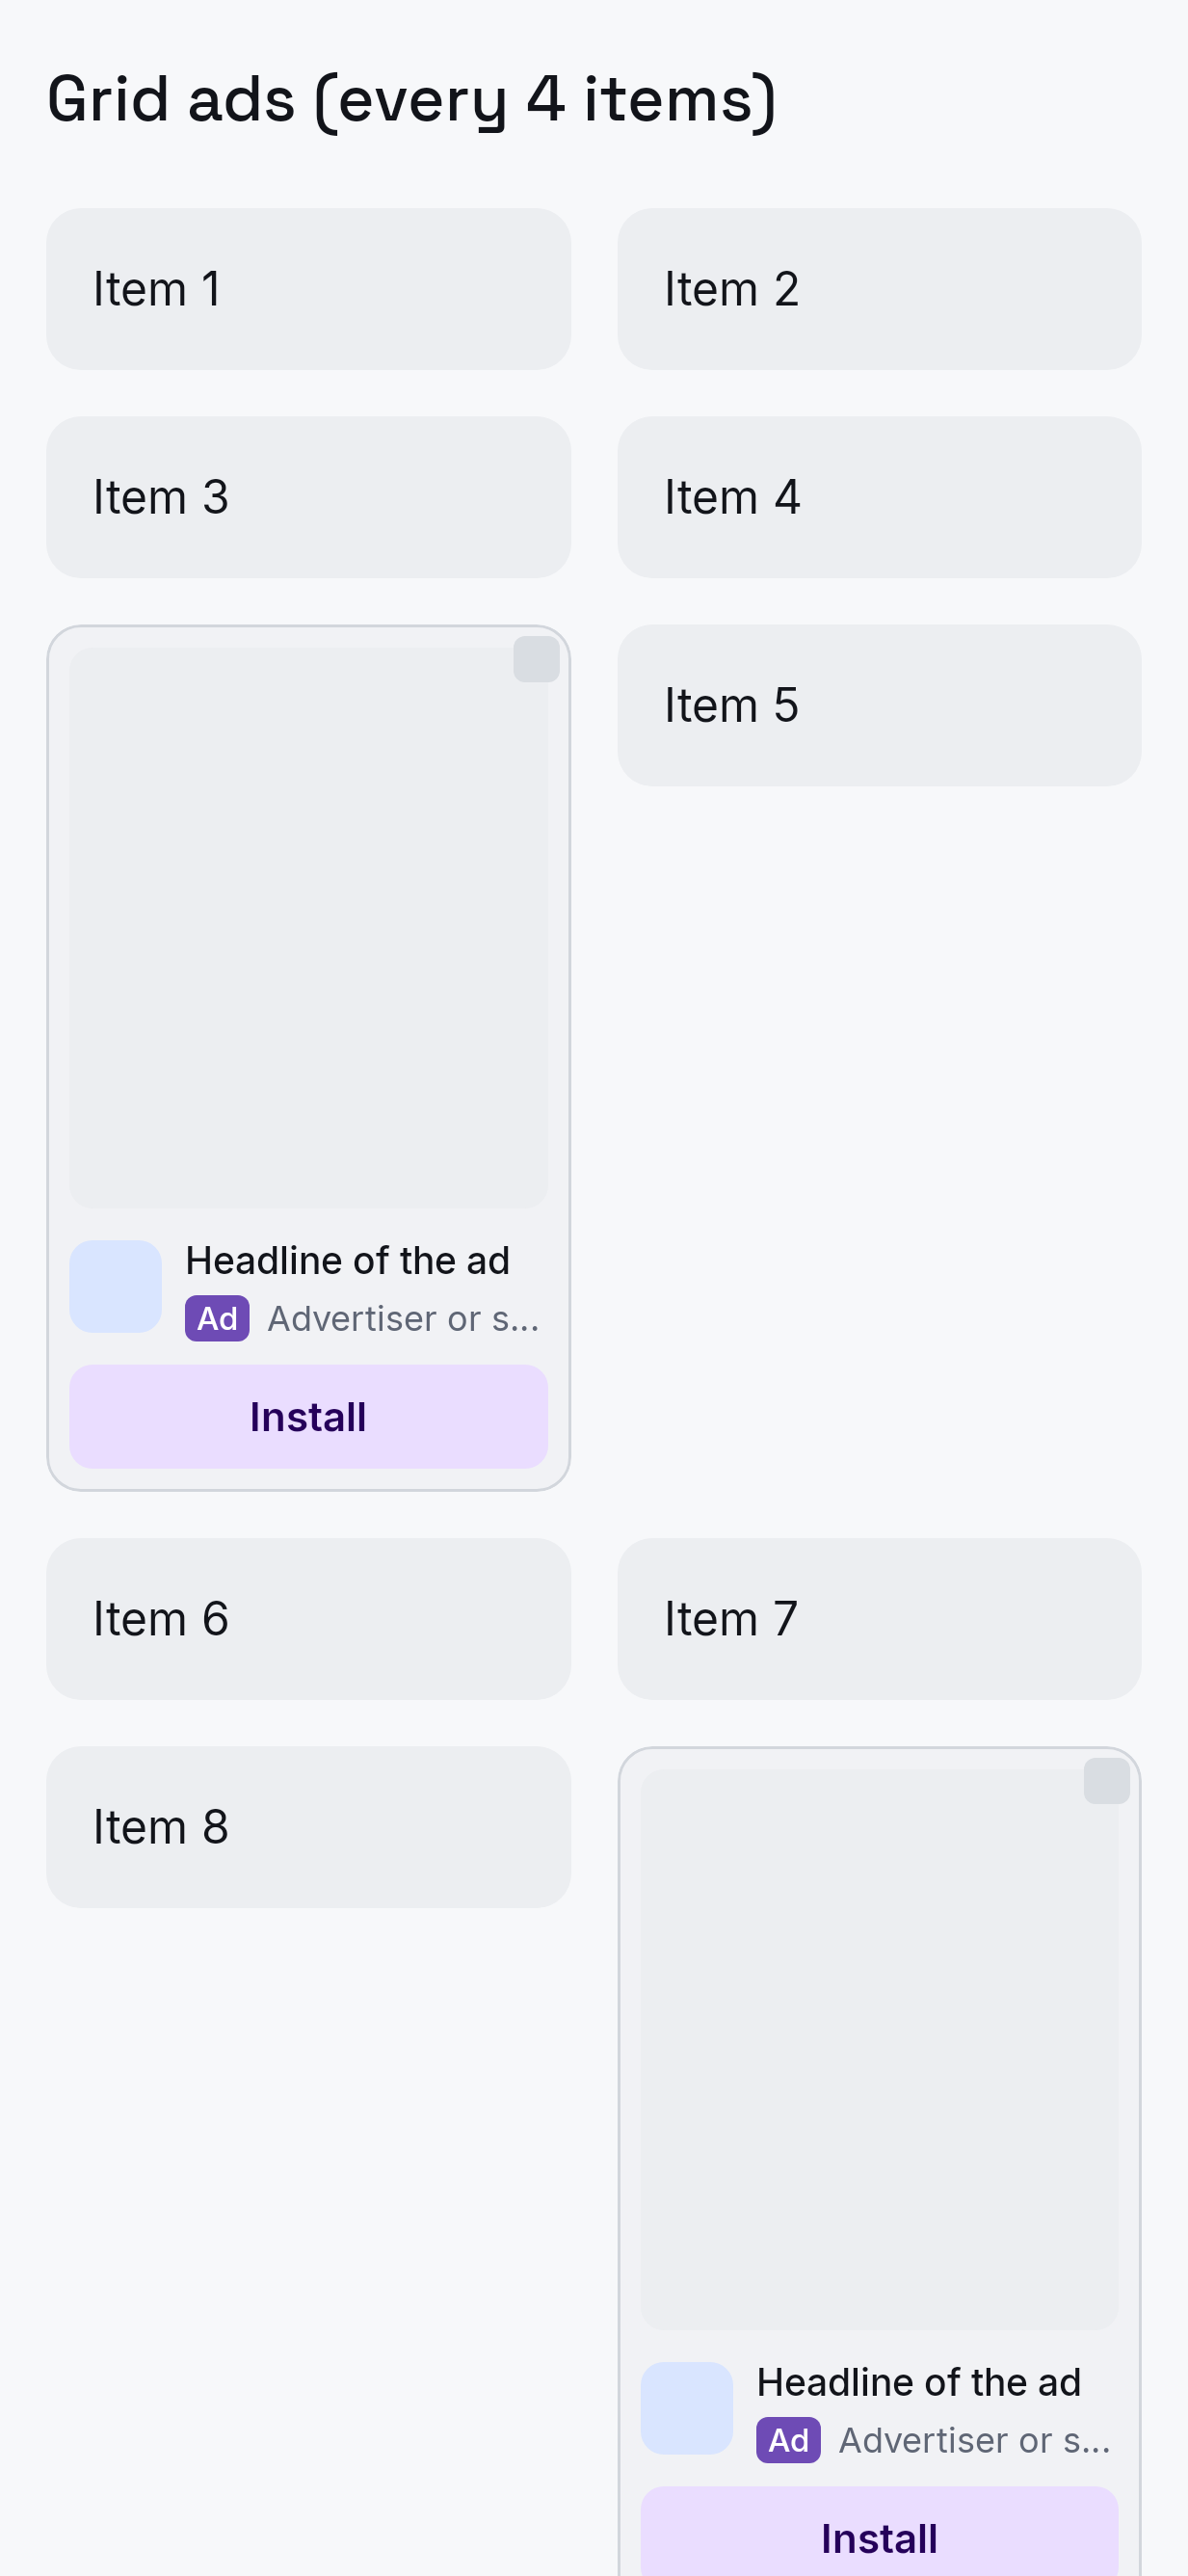 Grid ads (every 4 items)
Item 1
Item 2
Item 3
Item 4
Item 5
Headline of the ad
Ad Advertiser or s...
Install
Item 6
Item 7
Item 8
Headline of the ad
Ad Advertiser or s...
Install